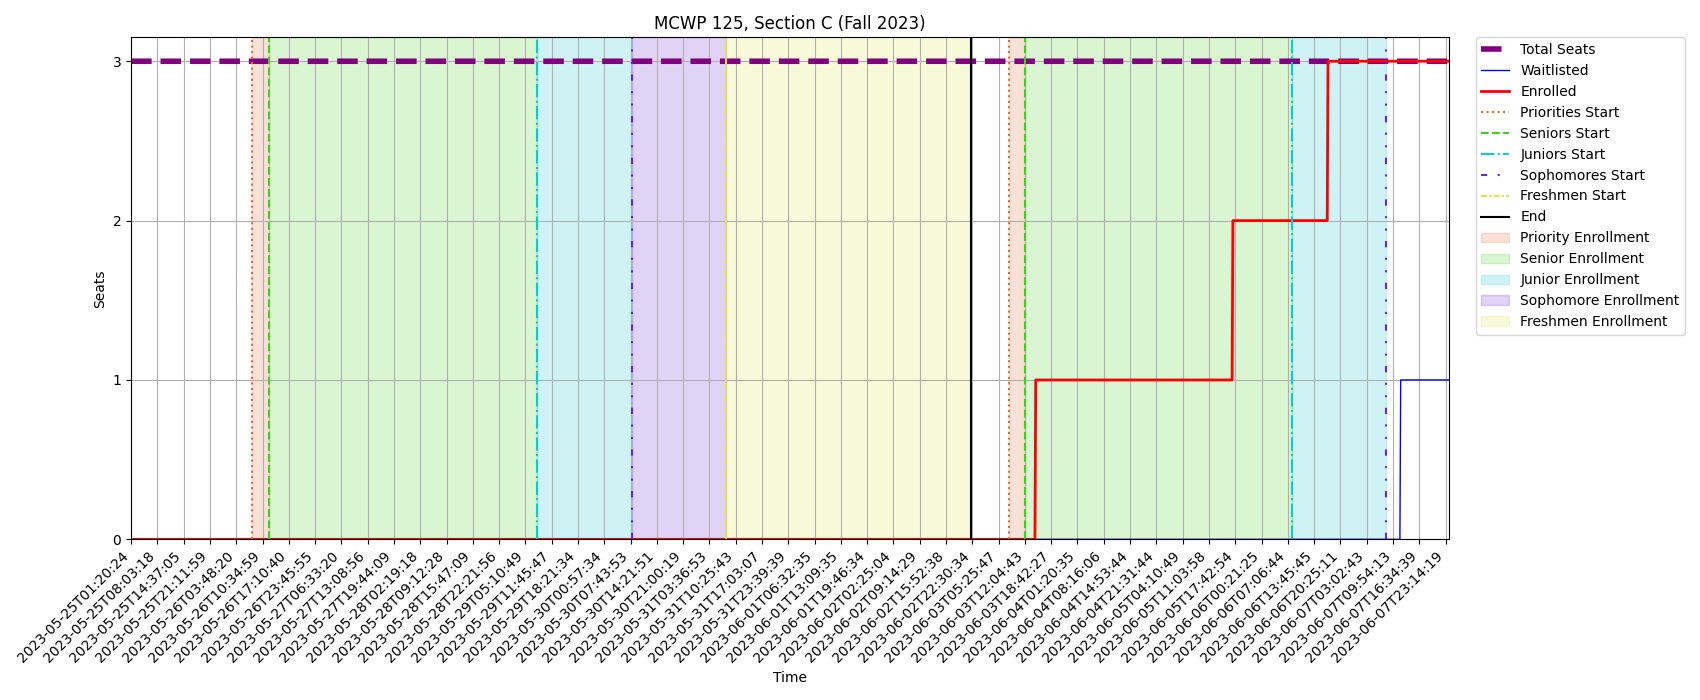 MCWP 125, Section C (Fall 2023)
Seats
3
2
1
0
2023-05-25T01:20:24
2023-05-25T08:03:18
2023-05-25T14:37:05
2023-05-25T21:11:59
2023-05-26T03:48:20
2023-05-26T10:34:59
2023-05-26T17:10:40
2023-05-26T23:45:55
2023-05-27T06:33:20
2023-05-27T13:08:56
2023-05-27T19:44:09
2023-05-28T02:19:18
2023-05-28T09:12:28
2023-05-28T15:47:09
2023-05-28T22:21:56
2023-05-29T05:10:49
2023-05-29T11:45:47
2023-05-29T18:21:34
2023-05-30T00:57:34
2023-05-30T07:43:53
2023-05-30T14:21:51
2023-05-30T21:00:19
2023-05-31T03:36:53
2023-05-31T10:25:43
2023-05-31T17:03:07
2023-05-31T23:39:39
2023-06-01T06:32:35
2023-06-01T13:09:35
2023-06-01T19:46:34
2023-06-02T02:25:04
2023-06-02T09:14:29
2023-06-02T15:52:38
2023-06-02T22:30:34
2023-06-03T05:25:47
2023-06-03T12:04:43
2023-06-03T18:42:27
2023-06-04T01:20:35
2023-06-04T08:16:06
2023-06-04T14:53:44
2023-06-04T21:31:44
2023-06-05T04:10:49
2023-06-05T11:03:58
2023-06-05T17:42:54
2023-06-06T00:21:25
2023-06-06T07:06:44
2023-06-06T13:45:45
2023-06-06T20:25:11
2023-06-07T03:02:43
2023-06-07T09:54:13
2023-06-07T16:34:39
2023-06-07T23:14:19
Time
Total Seats
Waitlisted
Enrolled
Priorities Start
Seniors Start
Juniors Start
Sophomores Start
Freshmen Start
End
Priority Enrollment
Senior Enrollment
Junior Enrollment
Sophomore Enrollment
Freshmen Enrollment